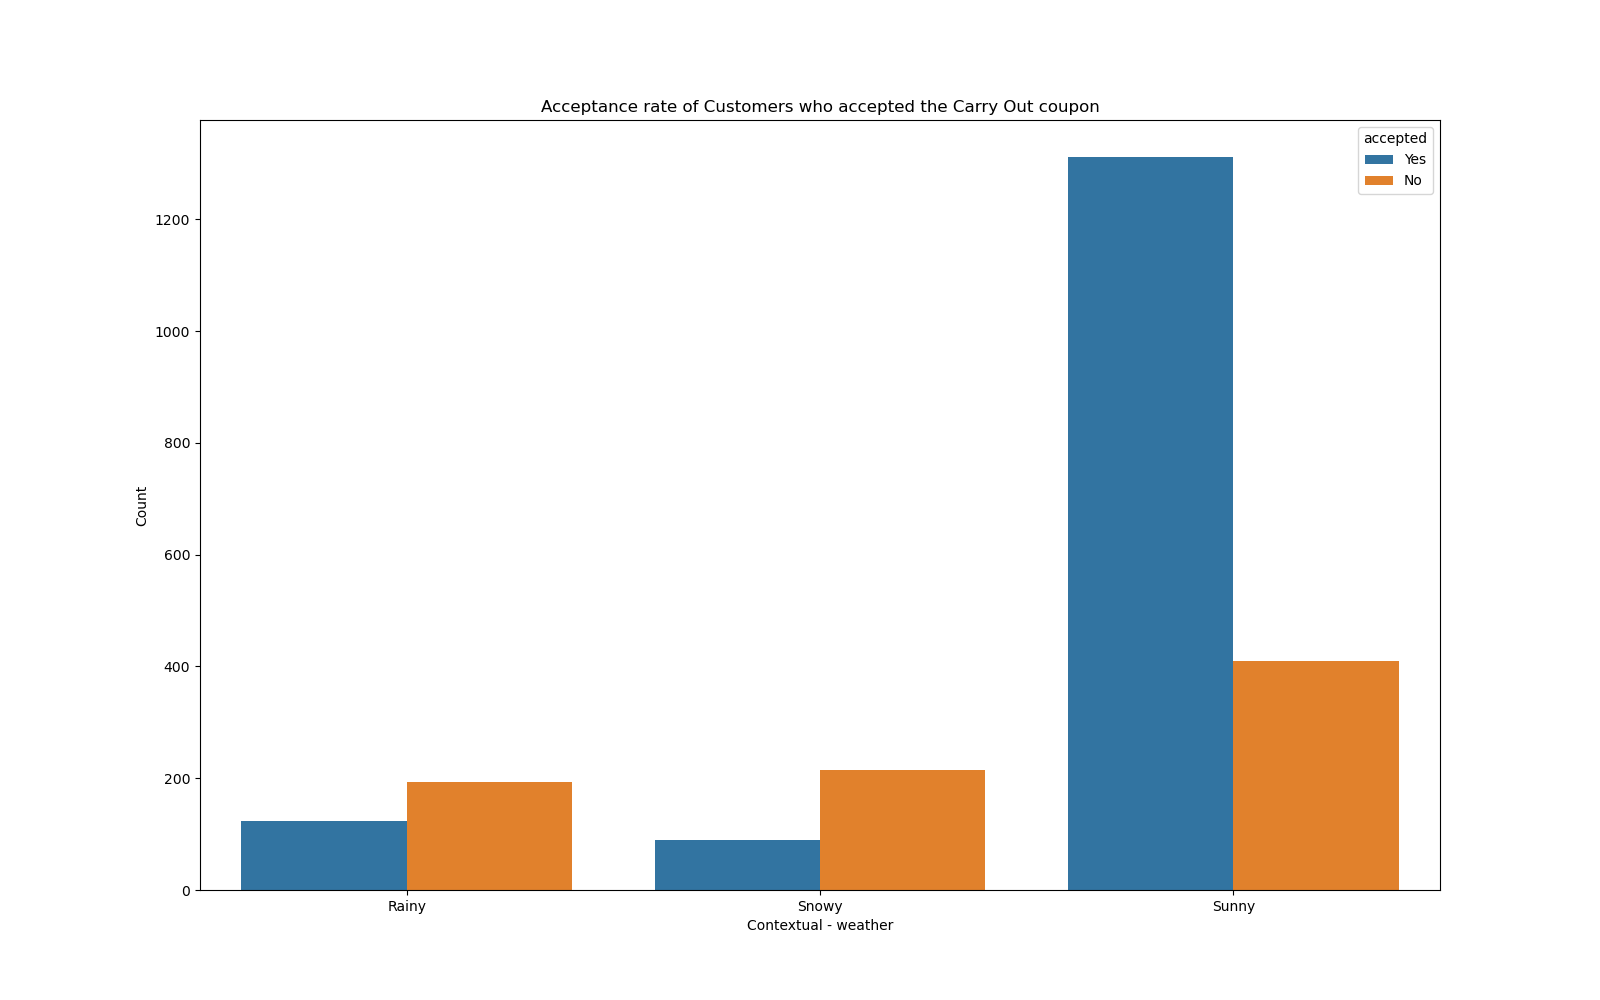 Acceptance rate of Customers who accepted the Carry Out coupon
accepted
Yes
No
1200
1000
800
600
400
200
0
Count
Rainy
Snowy
Sunny
Contextual - weather